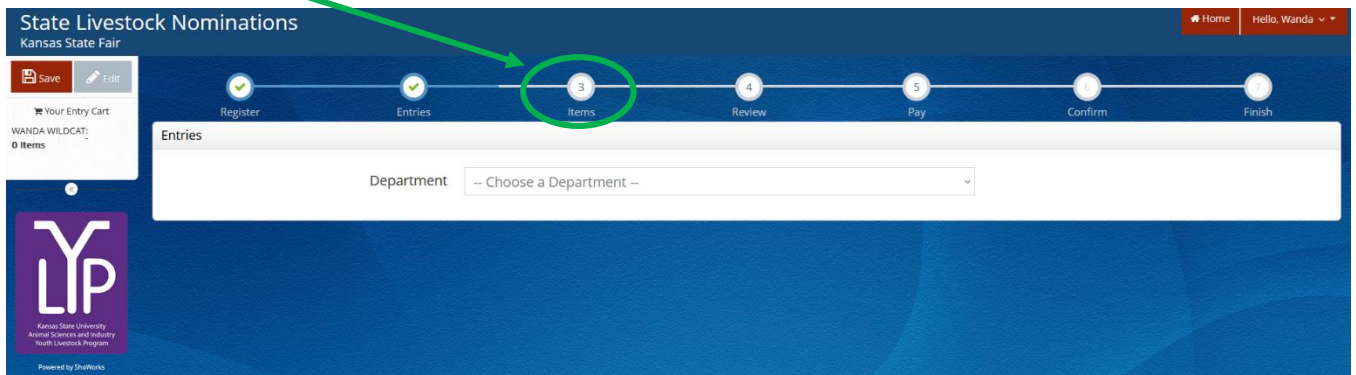 State Livestock Nominations
Kansas State Fair
Home
Hello, Wanda
Save
Edit
Your Entry Cart
WANDA WILDCAT:
0 Items
Register
Entries
3
Items
4
Review
5
Pay
6
Confirm
7
Finish
Entries
Department
-- Choose a Department --
YLP
Kansas State University
Animal Sciences and Industry
Youth Livestock Program
Powered by ShoWorks